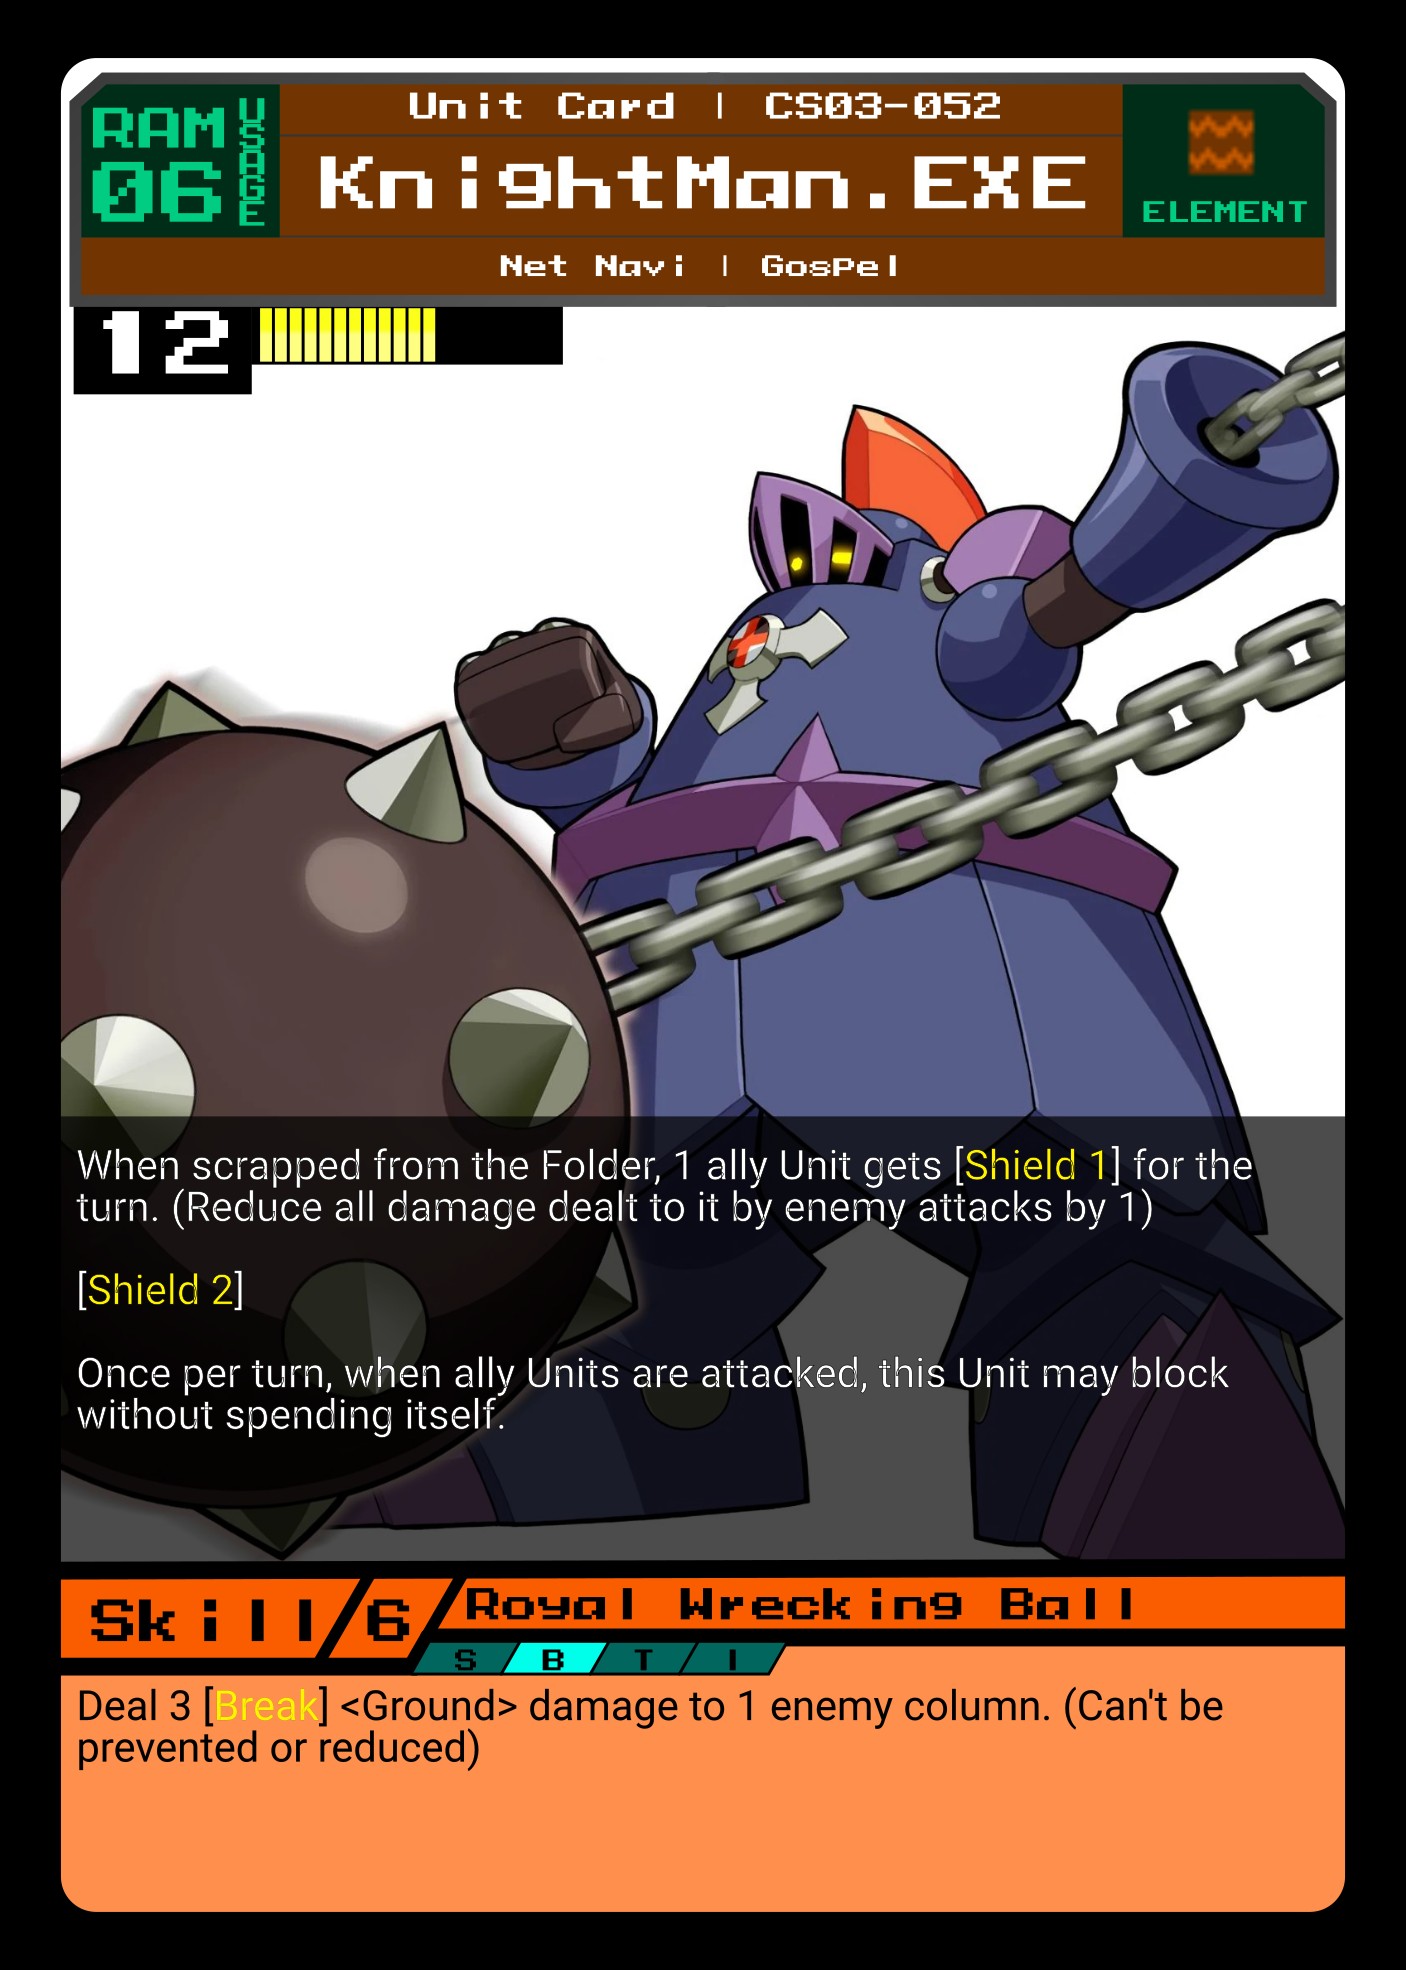 RAM
06
USAGE
Unit Card | CS03-052
KnightMan.EXE
ELEMENT
Net Navi | Gospel
12
When scrapped from the Folder, 1 ally Unit gets [Shield 1] for the
turn. (Reduce all damage dealt to it by enemy attacks by 1)
[Shield 2]
Once per turn, when ally Units are attacked, this Unit may block
without spending itself.
Skill/6
Royal Wrecking Ball
S B T I
Deal 3 [Break] <Ground> damage to 1 enemy column. (Can't be
prevented or reduced)